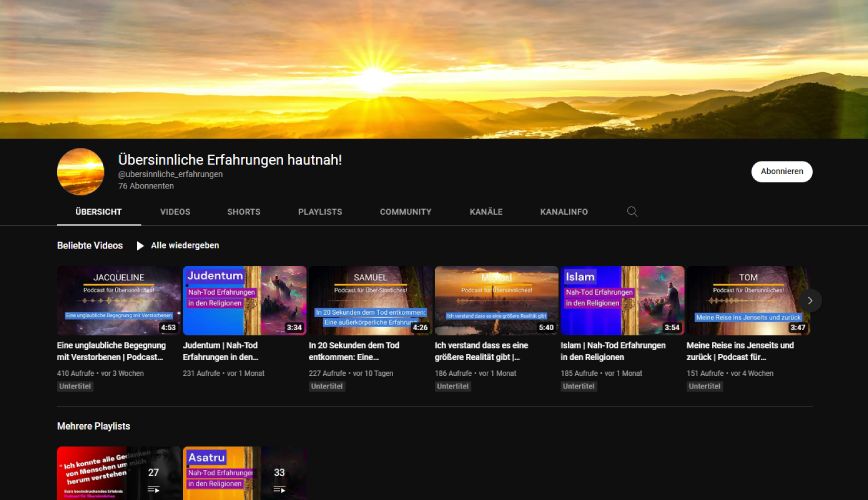 Übersinnliche Erfahrungen hautnah!
@ubersinnliche_erfahrungen
76 Abonnenten
Abonnieren
ÜBERSICHT VIDEOS SHORTS PLAYLISTS COMMUNITY KANÄLE KANALINFO
Beliebte Videos Alle wiedergeben
JACQUELINE
Podcast für Übersinnliches!
Eine unglaubliche Begegnung mit Verstorbenen
4:53
Eine unglaubliche Begegnung
mit Verstorbenen | Podcast...
410 Aufrufe • vor 3 Wochen
Untertitel
Judentum
Nah-Tod Erfahrungen
in den Religionen
3:34
Judentum | Nah-Tod
Erfahrungen in den...
231 Aufrufe • vor 1 Monat
SAMUEL
Podcast für Über-Sinnliches!
In 20 Sekunden dem Tod entkommen:
Eine außerkörperliche Erfahrung
4:26
In 20 Sekunden dem Tod
entkommen: Eine...
227 Aufrufe • vor 10 Tagen
Untertitel
Podcast für Übersinnliches!
Ich verstand dass es eine größere Realität gibt
5:40
Ich verstand dass es eine
größere Realität gibt |...
186 Aufrufe • vor 1 Monat
Untertitel
Islam
Nah-Tod Erfahrungen
in den Religionen
3:54
Islam | Nah-Tod Erfahrungen
in den Religionen
185 Aufrufe • vor 1 Monat
Untertitel
TOM
Podcast für Übersinnliches!
Meine Reise ins Jenseits und zurück
3:47
Meine Reise ins Jenseits und
zurück | Podcast für...
151 Aufrufe • vor 4 Wochen
Untertitel
Mehrere Playlists
"Ich konnte alle Gedanken
von Menschen um mich
herum verstehen
Podcast für Übersinnliches
27
Asatru
Nah-Tod Erfahrungen
in den Religionen
33